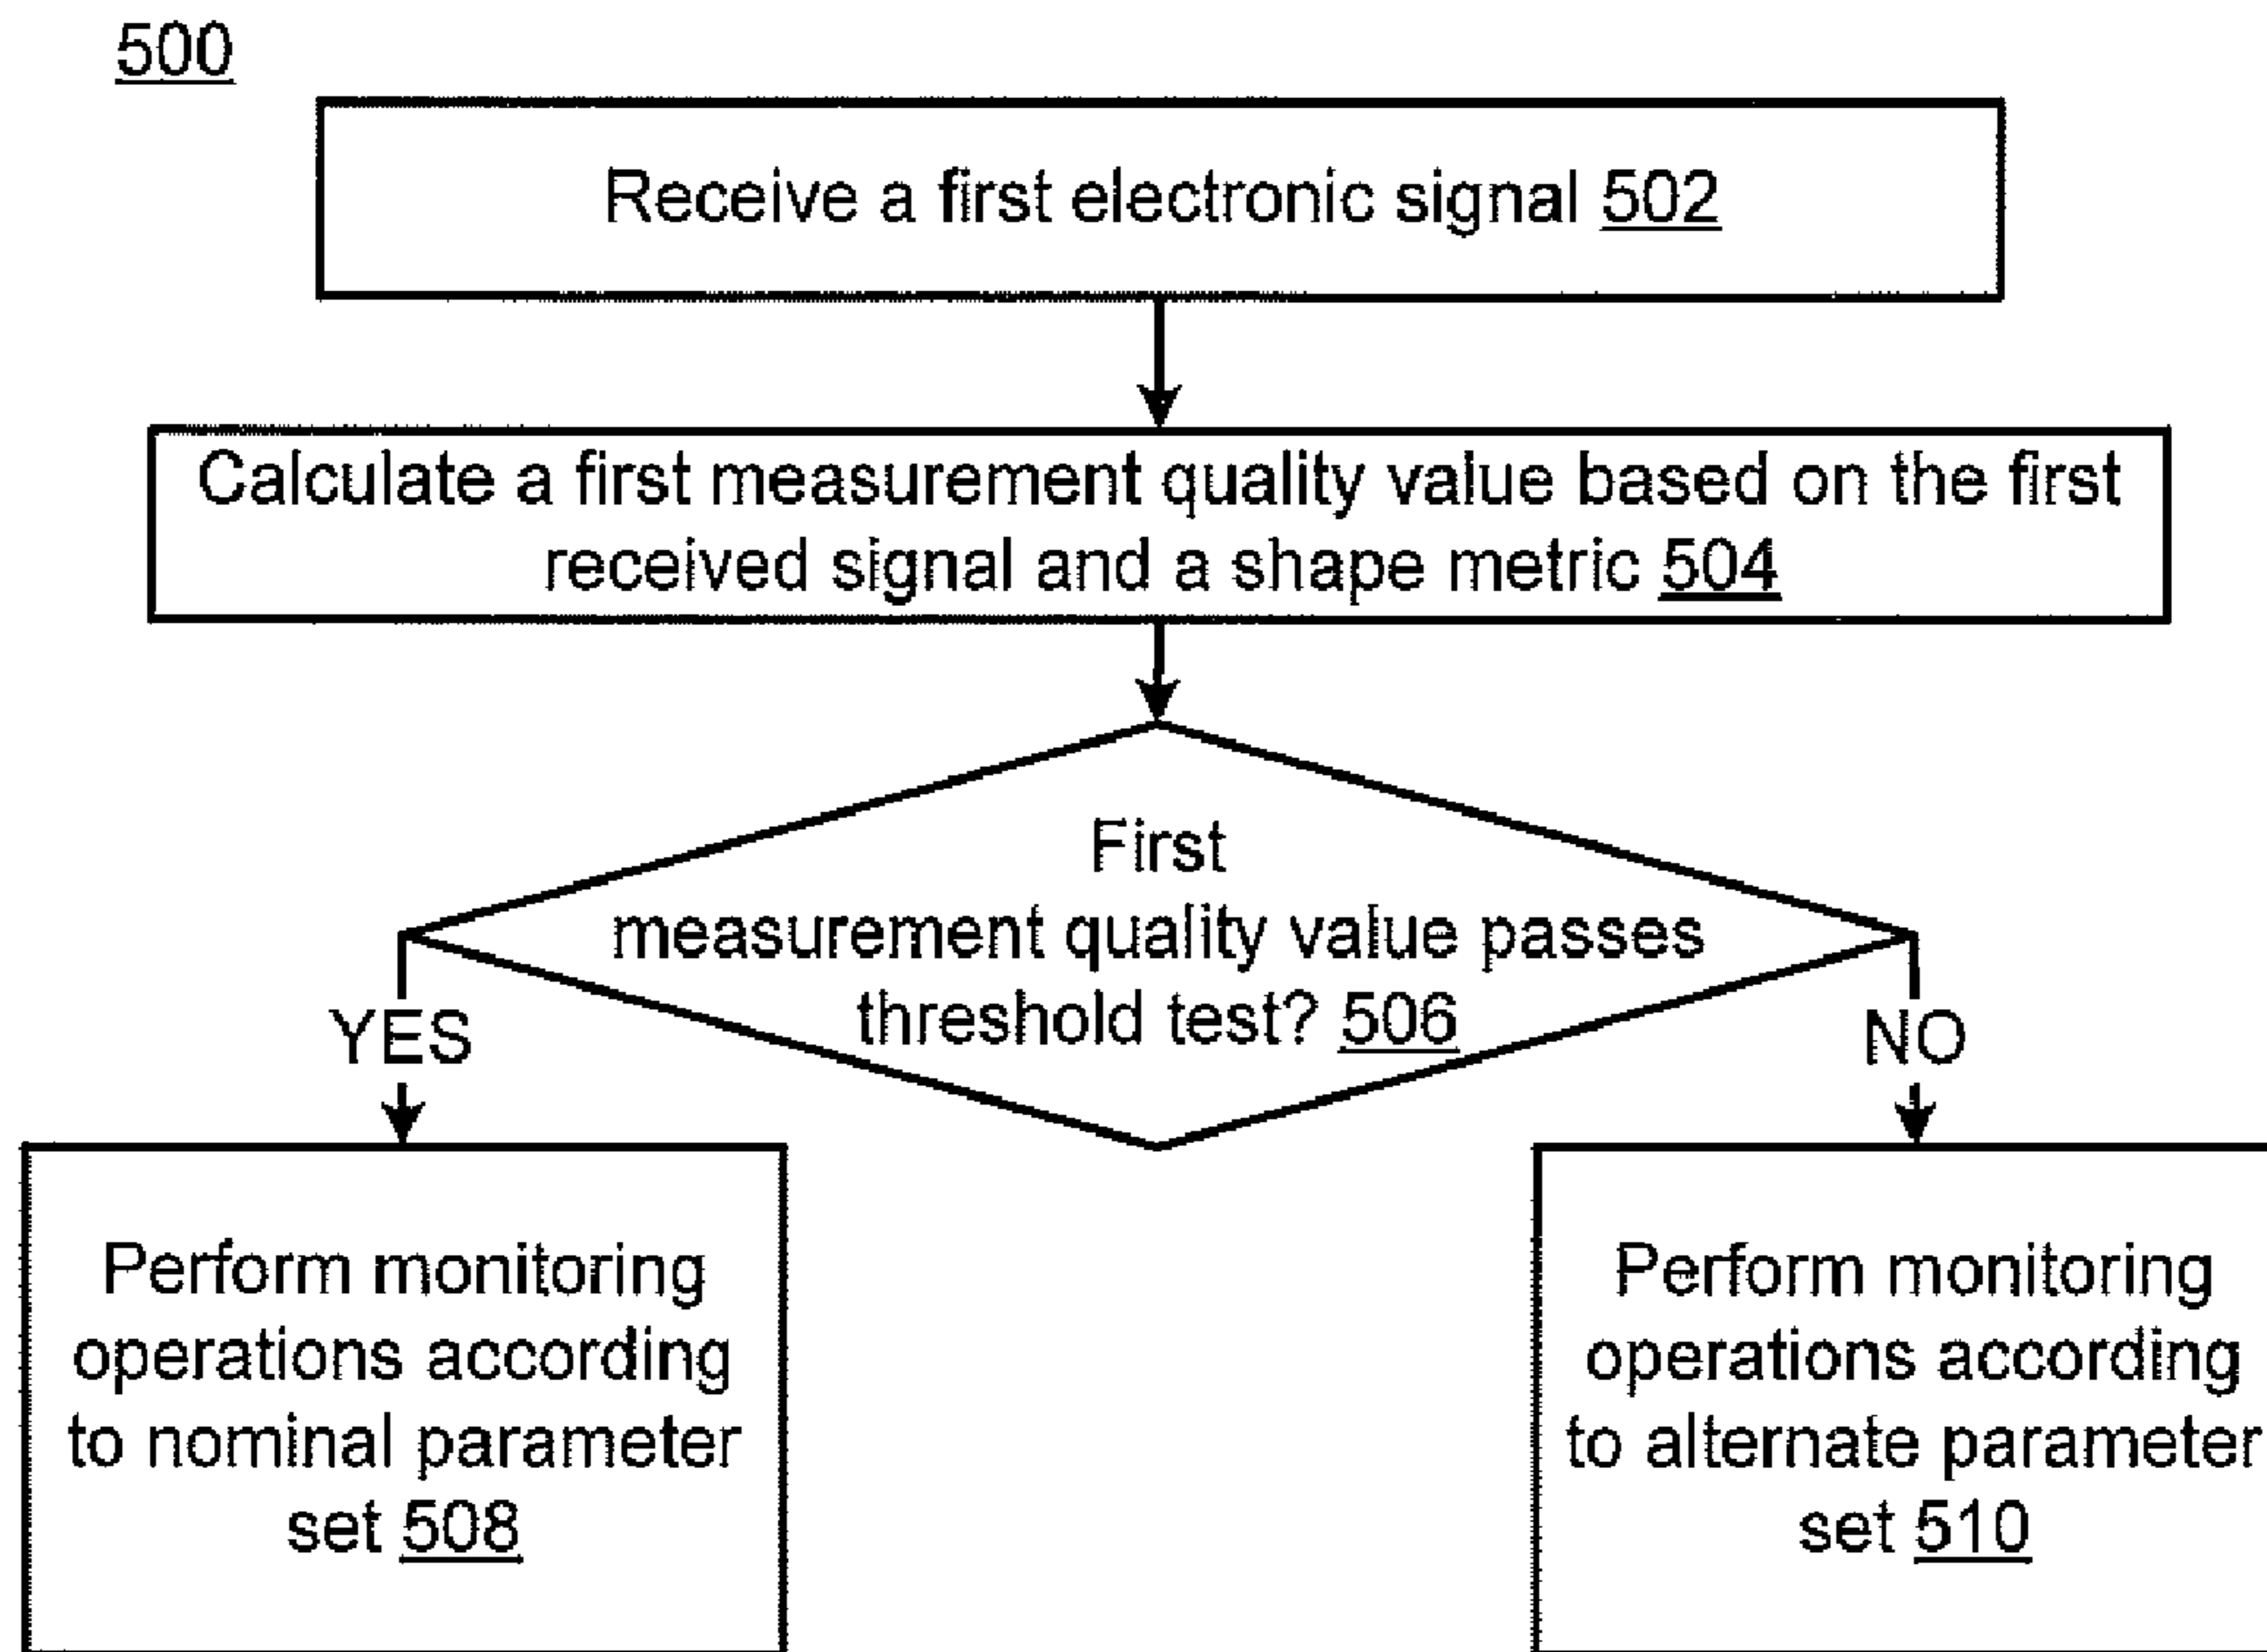 500
Receive a first electronic signal 502
Calculate a first measurement quality value based on the first
received signal and a shape metric 504
First
measurement quality value passes
threshold test? 506
YES
NO
Perform monitoring
operations according
to nominal parameter
set 508
Perform monitoring
operations according
to alternate parameter
set 510